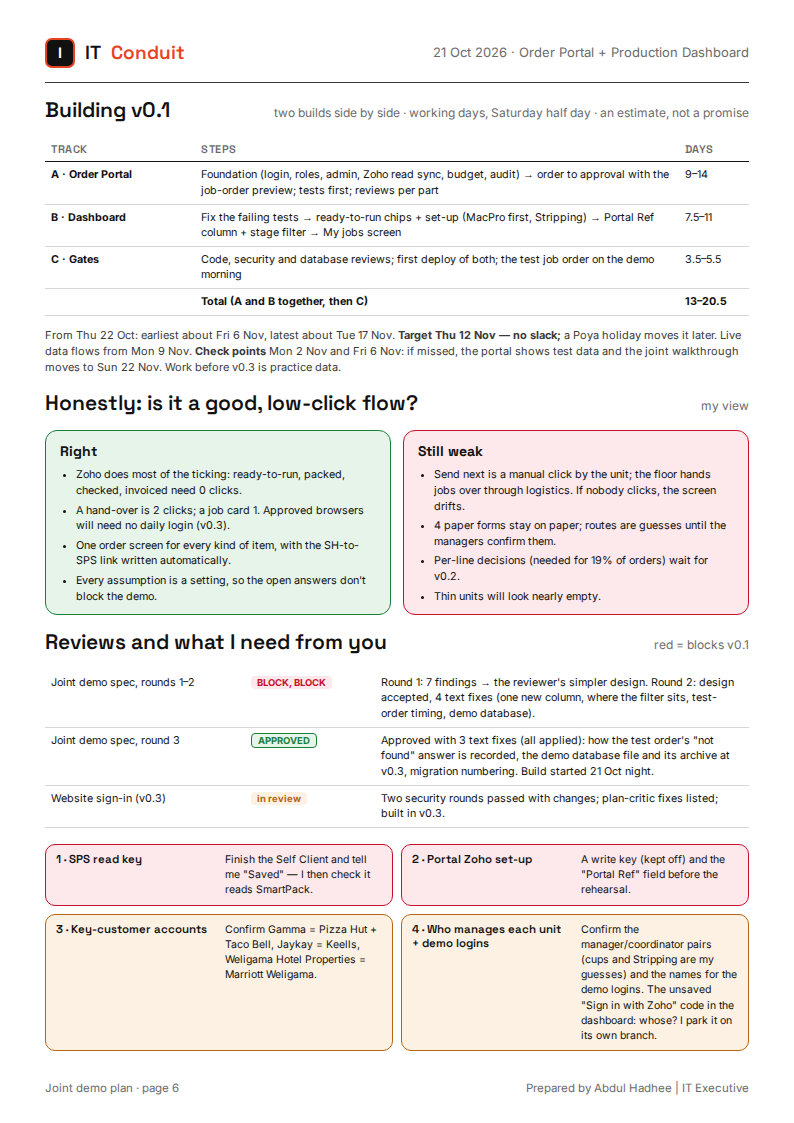 I IT Conduit
21 Oct 2026 · Order Portal + Production Dashboard
Building v0.1
two builds side by side · working days, Saturday half day · an estimate, not a promise
TRACK STEPS DAYS
A · Order Portal
Foundation (login, roles, admin, Zoho read sync, budget, audit) → order to approval with the
job-order preview; tests first; reviews per part
9–14
B · Dashboard
Fix the failing tests → ready-to-run chips + set-up (MacPro first, Stripping) → Portal Ref
column + stage filter → My jobs screen
7.5–11
C · Gates
Code, security and database reviews; first deploy of both; the test job order on the demo
morning
3.5–5.5
Total (A and B together, then C)
13–20.5
From Thu 22 Oct: earliest about Fri 6 Nov, latest about Tue 17 Nov. Target Thu 12 Nov — no slack; a Poya holiday moves it later. Live
data flows from Mon 9 Nov. Check points Mon 2 Nov and Fri 6 Nov: if missed, the portal shows test data and the joint walkthrough
moves to Sun 22 Nov. Work before v0.3 is practice data.
Honestly: is it a good, low-click flow?
my view
Right
• Zoho does most of the ticking: ready-to-run, packed,
checked, invoiced need 0 clicks.
• A hand-over is 2 clicks; a job card 1. Approved browsers
will need no daily login (v0.3).
• One order screen for every kind of item, with the SH-to-
SPS link written automatically.
• Every assumption is a setting, so the open answers don't
block the demo.
Still weak
• Send next is a manual click by the unit; the floor hands
jobs over through logistics. If nobody clicks, the screen
drifts.
• 4 paper forms stay on paper; routes are guesses until the
managers confirm them.
• Per-line decisions (needed for 19% of orders) wait for
v0.2.
• Thin units will look nearly empty.
Reviews and what I need from you
red = blocks v0.1
Joint demo spec, rounds 1–2
BLOCK, BLOCK
Round 1: 7 findings → the reviewer's simpler design. Round 2: design
accepted, 4 text fixes (one new column, where the filter sits, test-
order timing, demo database).
Joint demo spec, round 3
APPROVED
Approved with 3 text fixes (all applied): how the test order's "not
found" answer is recorded, the demo database file and its archive at
v0.3, migration numbering. Build started 21 Oct night.
Website sign-in (v0.3)
in review
Two security rounds passed with changes; plan-critic fixes listed;
built in v0.3.
1 · SPS read key
Finish the Self Client and tell
me "Saved" — I then check it
reads SmartPack.
2 · Portal Zoho set-up
A write key (kept off) and the
"Portal Ref" field before the
rehearsal.
3 · Key-customer accounts
Confirm Gamma = Pizza Hut +
Taco Bell, Jaykay = Keells,
Weligama Hotel Properties =
Marriott Weligama.
4 · Who manages each unit
+ demo logins
Confirm the
manager/coordinator pairs
(cups and Stripping are my
guesses) and the names for the
demo logins. The unsaved
"Sign in with Zoho" code in the
dashboard: whose? I park it on
its own branch.
Joint demo plan · page 6
Prepared by Abdul Hadhee | IT Executive